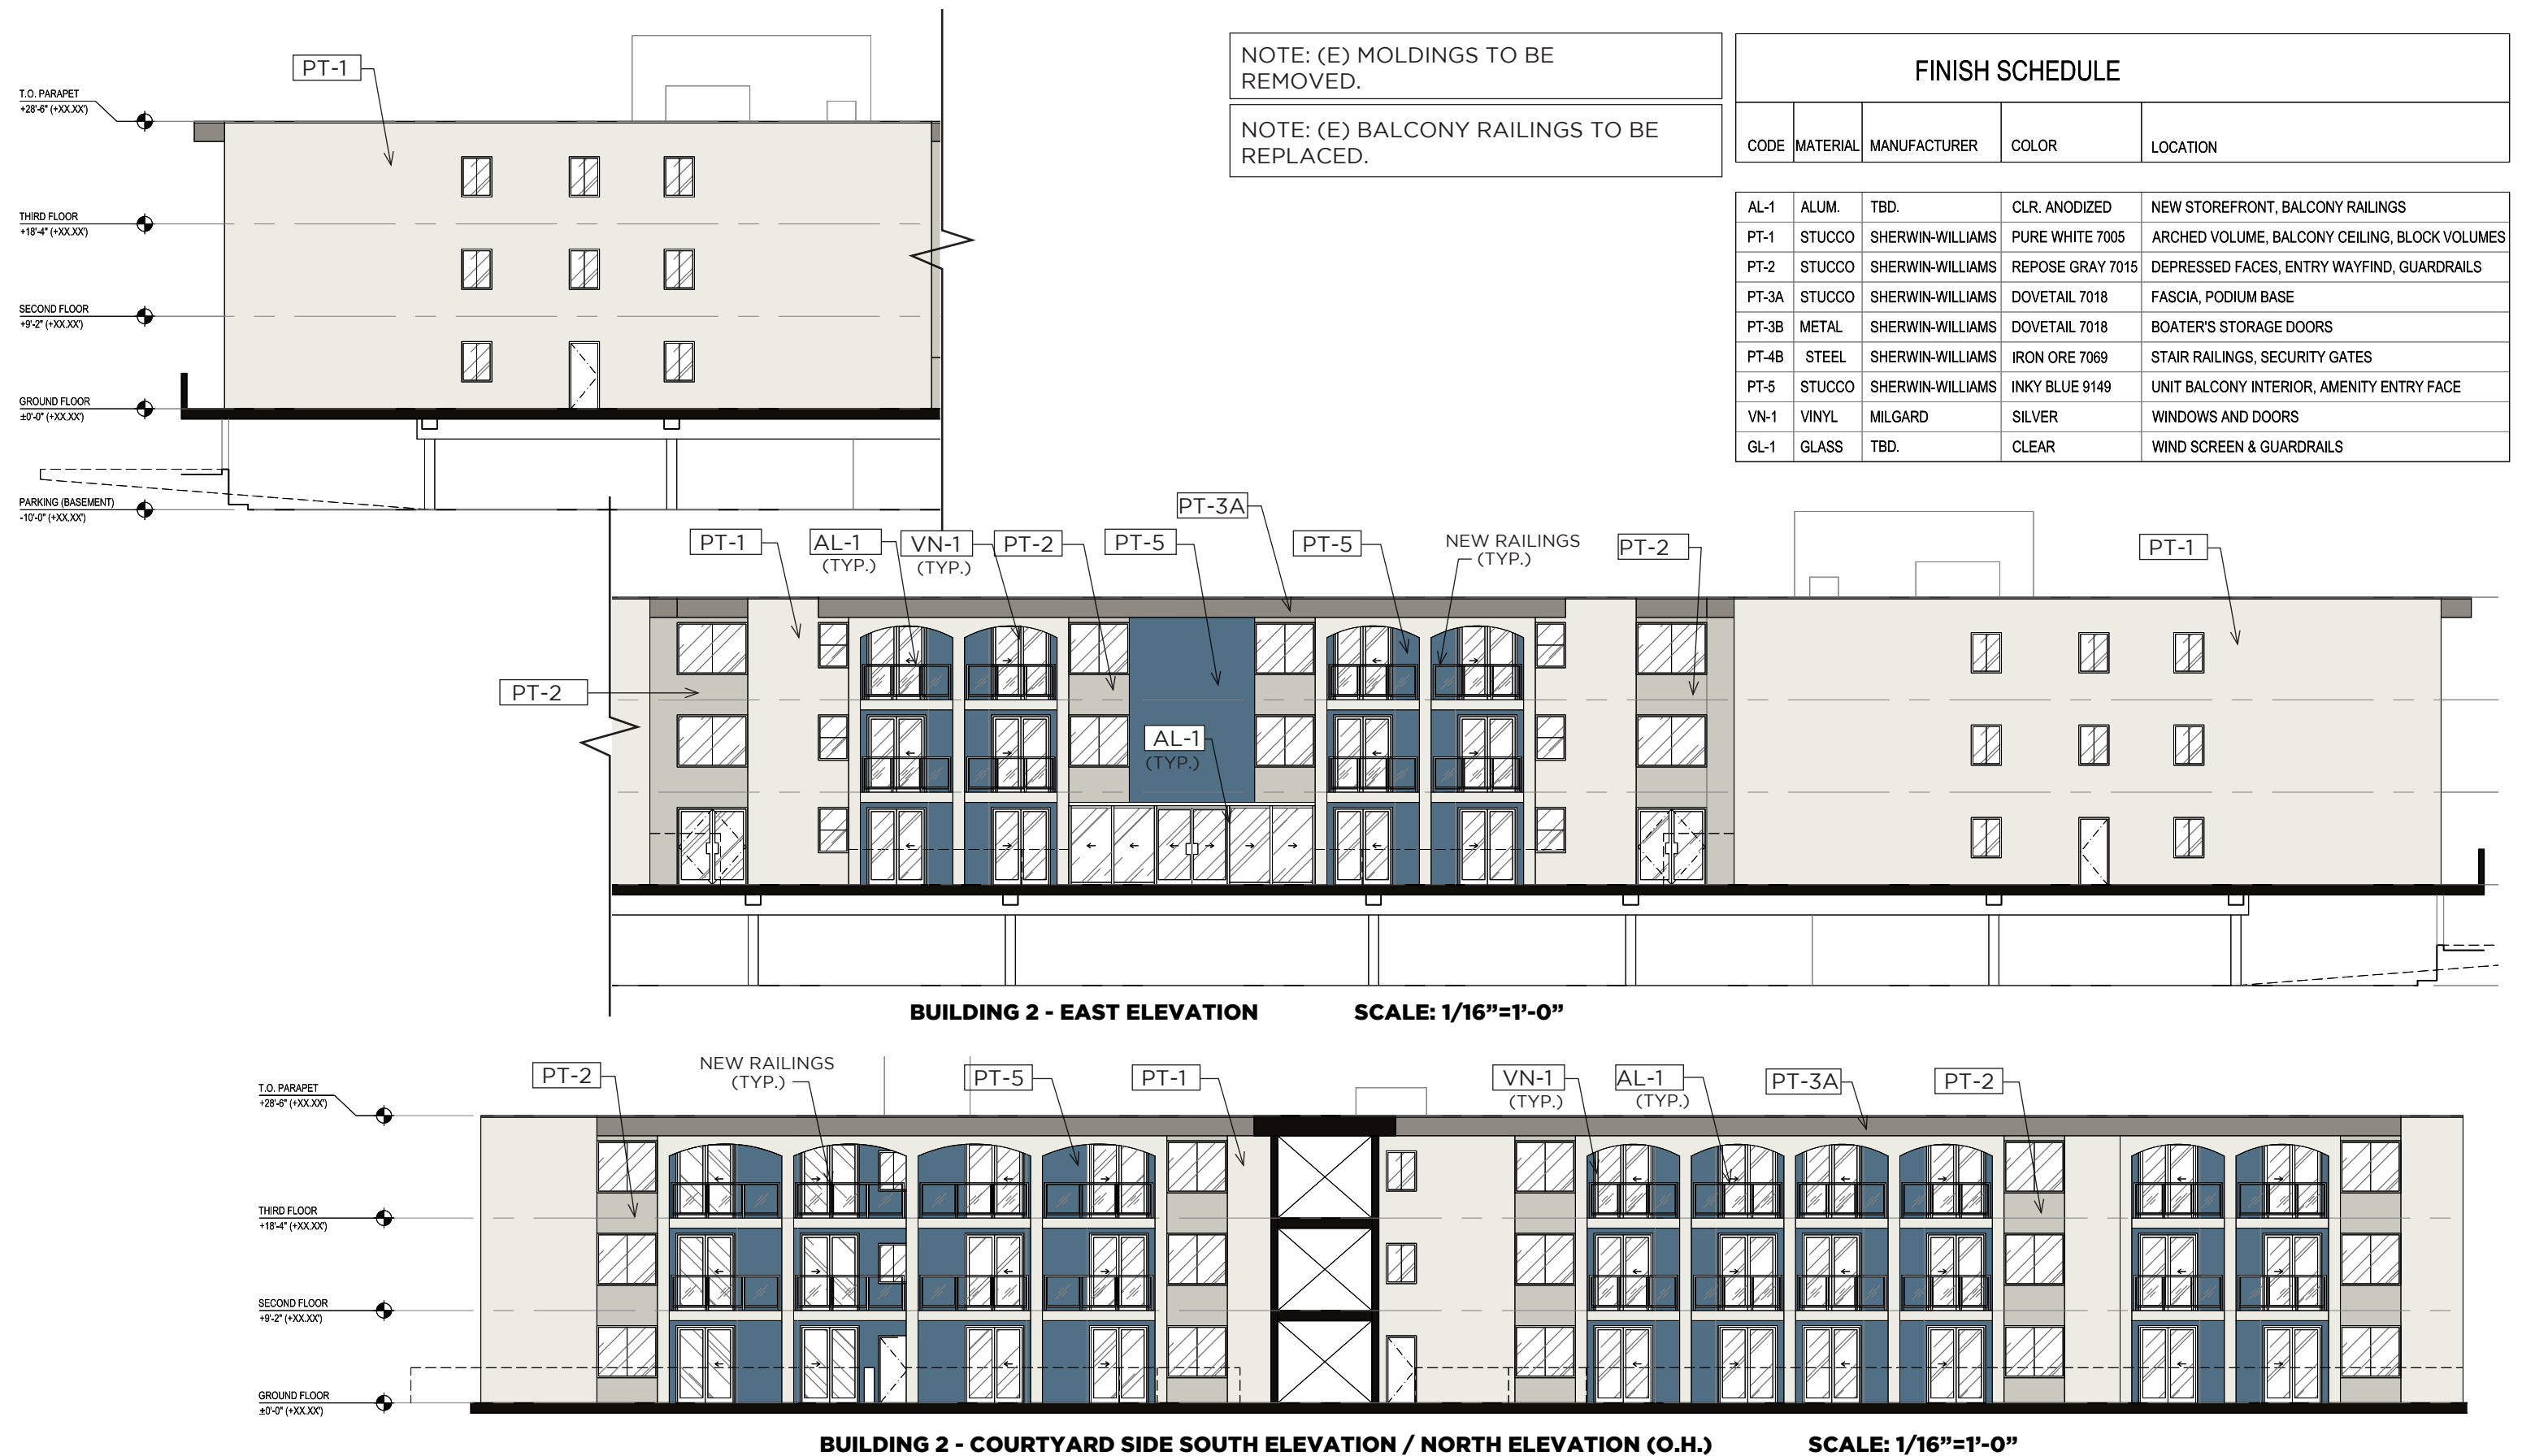 PT-1
T.O. PARAPET
+28'-6" (+XX.XX')
THIRD FLOOR
+18'-4" (+XX.XX')
SECOND FLOOR
+9'-2" (+XX.XX')
GROUND FLOOR
±0'-0" (+XX.XX')
PARKING (BASEMENT)
-10'-0" (+XX.XX')
NOTE: (E) MOLDINGS TO BE
REMOVED.
NOTE: (E) BALCONY RAILINGS TO BE
REPLACED.
FINISH SCHEDULE
CODE MATERIAL MANUFACTURER COLOR LOCATION
AL-1 ALUM. TBD. CLR. ANODIZED NEW STOREFRONT, BALCONY RAILINGS
PT-1 STUCCO SHERWIN-WILLIAMS PURE WHITE 7005 ARCHED VOLUME, BALCONY CEILING, BLOCK VOLUMES
PT-2 STUCCO SHERWIN-WILLIAMS REPOSE GRAY 7015 DEPRESSED FACES, ENTRY WAYFIND, GUARDRAILS
PT-3A STUCCO SHERWIN-WILLIAMS DOVETAIL 7018 FASCIA, PODIUM BASE
PT-3B METAL SHERWIN-WILLIAMS DOVETAIL 7018 BOATER'S STORAGE DOORS
PT-4B STEEL SHERWIN-WILLIAMS IRON ORE 7069 STAIR RAILINGS, SECURITY GATES
PT-5 STUCCO SHERWIN-WILLIAMS INKY BLUE 9149 UNIT BALCONY INTERIOR, AMENITY ENTRY FACE
VN-1 VINYL MILGARD SILVER WINDOWS AND DOORS
GL-1 GLASS TBD. CLEAR WIND SCREEN & GUARDRAILS
PT-3A
PT-1
AL-1
(TYP.)
VN-1
(TYP.)
PT-2
PT-5
PT-5
NEW RAILINGS
(TYP.)
PT-2
PT-1
PT-2
AL-1
(TYP.)
BUILDING 2 - EAST ELEVATION SCALE: 1/16”=1’-0”
T.O. PARAPET
+28'-6" (+XX.XX')
THIRD FLOOR
+18'-4" (+XX.XX')
SECOND FLOOR
+9'-2" (+XX.XX')
GROUND FLOOR
±0'-0" (+XX.XX')
PT-2
NEW RAILINGS
(TYP.)
PT-5
PT-1
VN-1
(TYP.)
AL-1
(TYP.)
PT-3A
PT-2
BUILDING 2 - COURTYARD SIDE SOUTH ELEVATION / NORTH ELEVATION (O.H.) SCALE: 1/16”=1’-0”